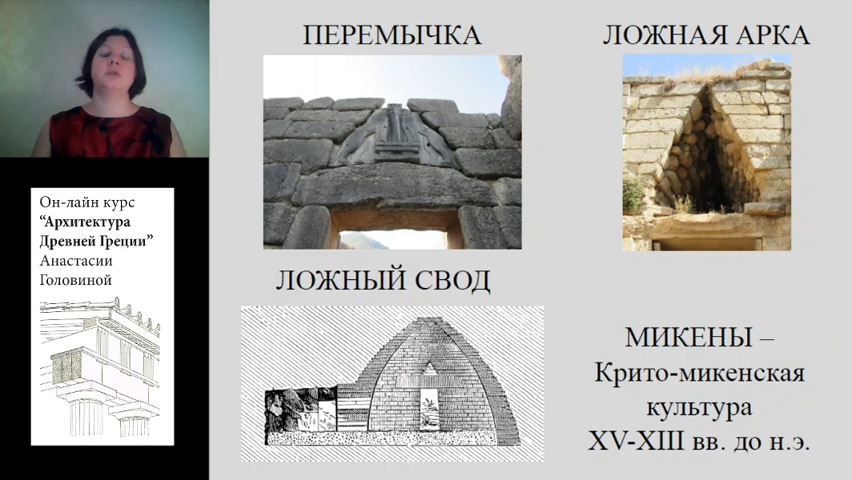 Он-лайн курс
“Архитектура
Древней Греции”
Анастасии
Головиной
ПЕРЕМЫЧКА
ЛОЖНАЯ АРКА
ЛОЖНЫЙ СВОД
МИКЕНЫ –
Крито-микенская
культура
XV-XIII вв. до н.э.